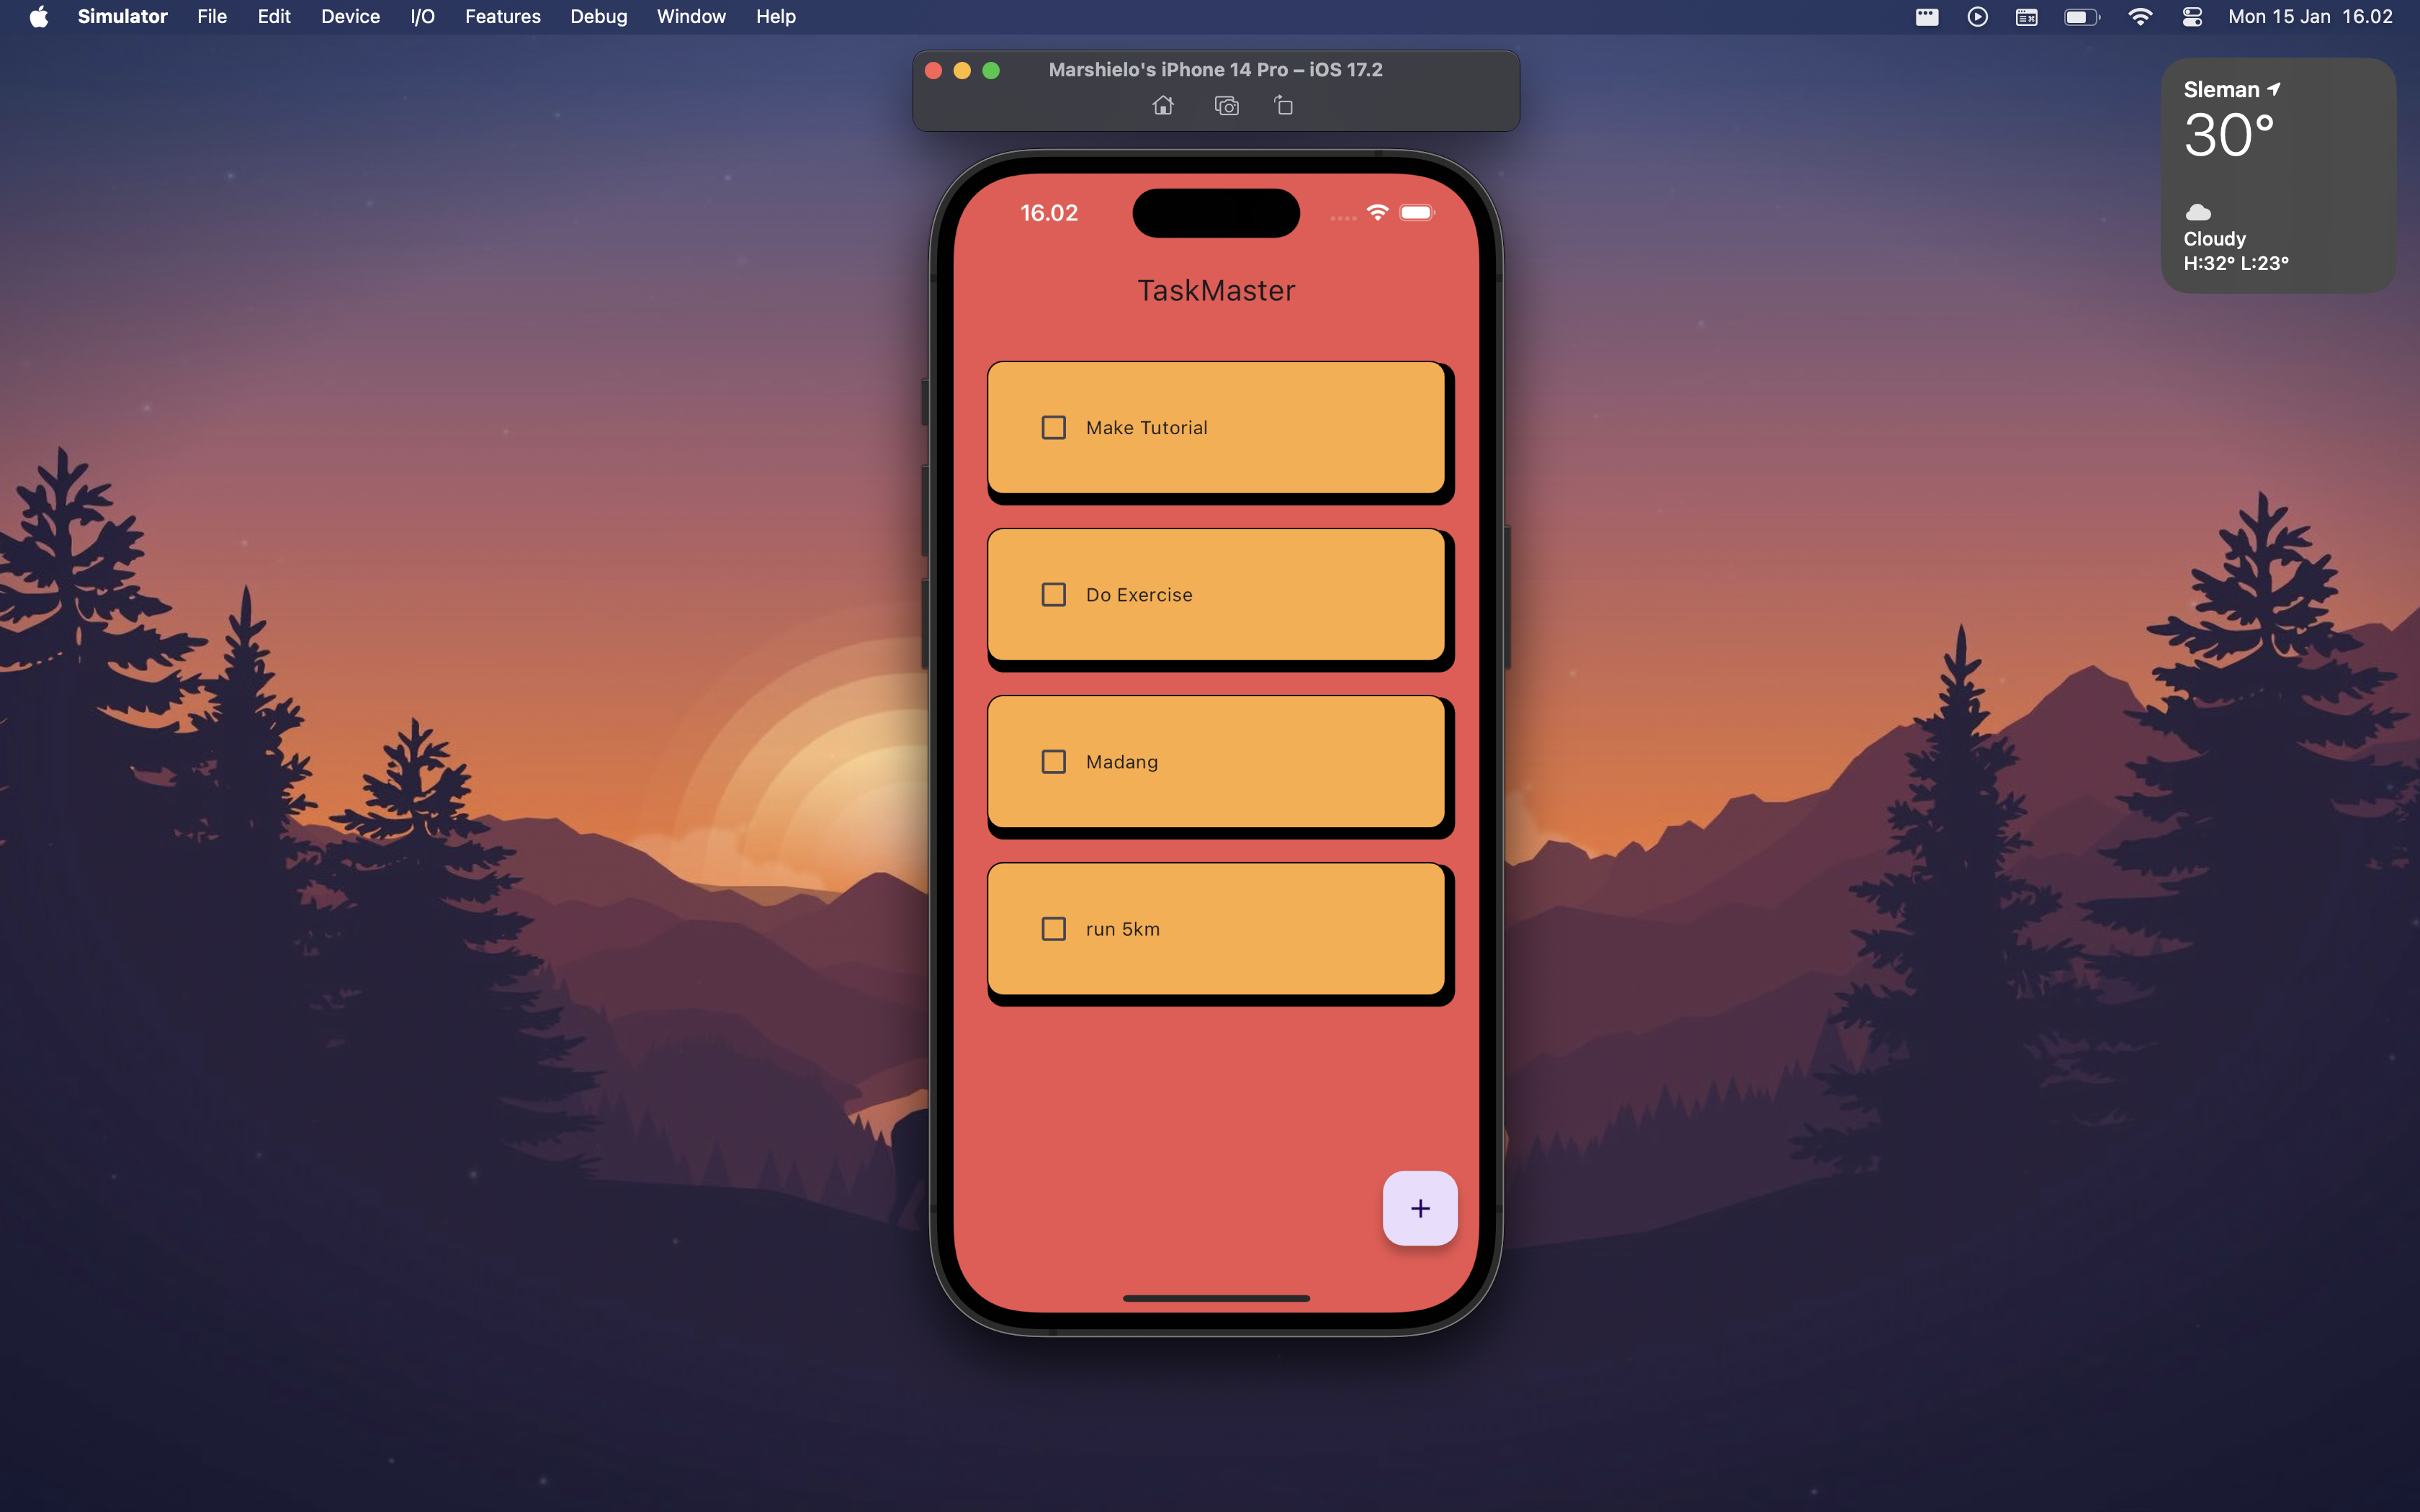 Simulator File Edit Device I/O Features Debug Window Help Mon 15 Jan 16.02
Marshielo's iPhone 14 Pro – iOS 17.2
Sleman
30°
Cloudy
H:32° L:23°
16.02
TaskMaster
Make Tutorial
Do Exercise
Madang
run 5km
+